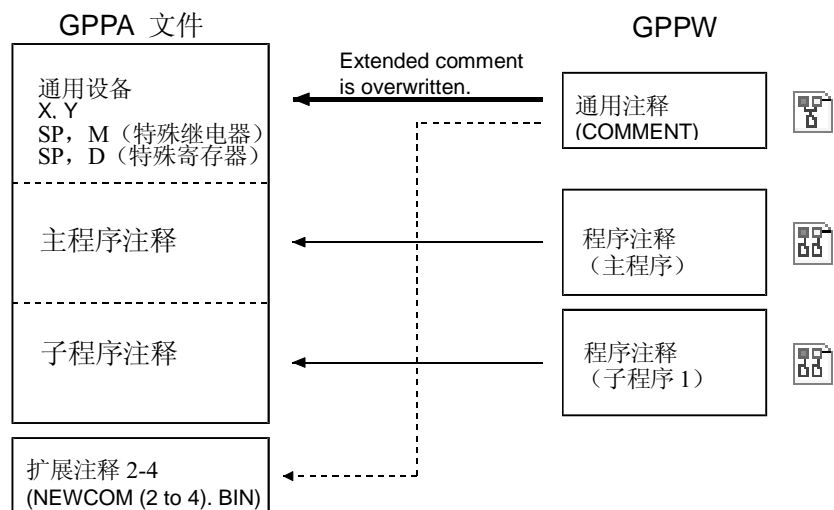 GPPA 文件
GPPW
Extended comment
is overwritten.
通用设备
X, Y
SP，M（特殊继电器）
SP，D（特殊寄存器）
通用注释
(COMMENT)
主程序注释
程序注释
（主程序）
子程序注释
程序注释
（子程序 1）
扩展注释 2-4
(NEWCOM (2 to 4). BIN)